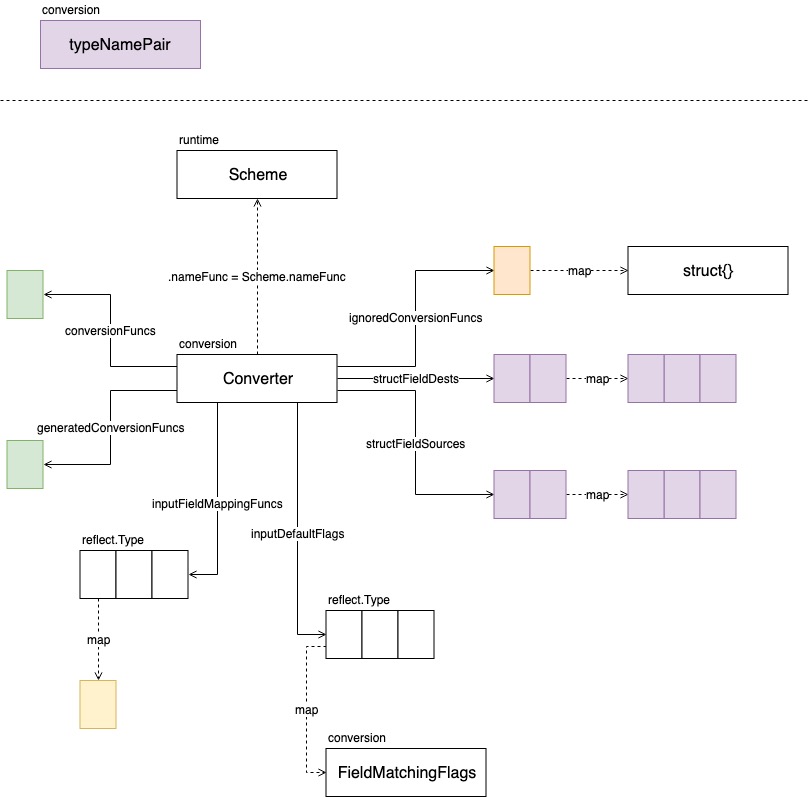 conversion
typeNamePair
runtime
Scheme
.nameFunc = Scheme.nameFunc
map
struct{}
ignoredConversionFuncs
conversionFuncs
conversion
Converter
structFieldDests
map
generatedConversionFuncs
structFieldSources
map
inputFieldMappingFuncs
inputDefaultFlags
reflect.Type
reflect.Type
map
map
conversion
FieldMatchingFlags